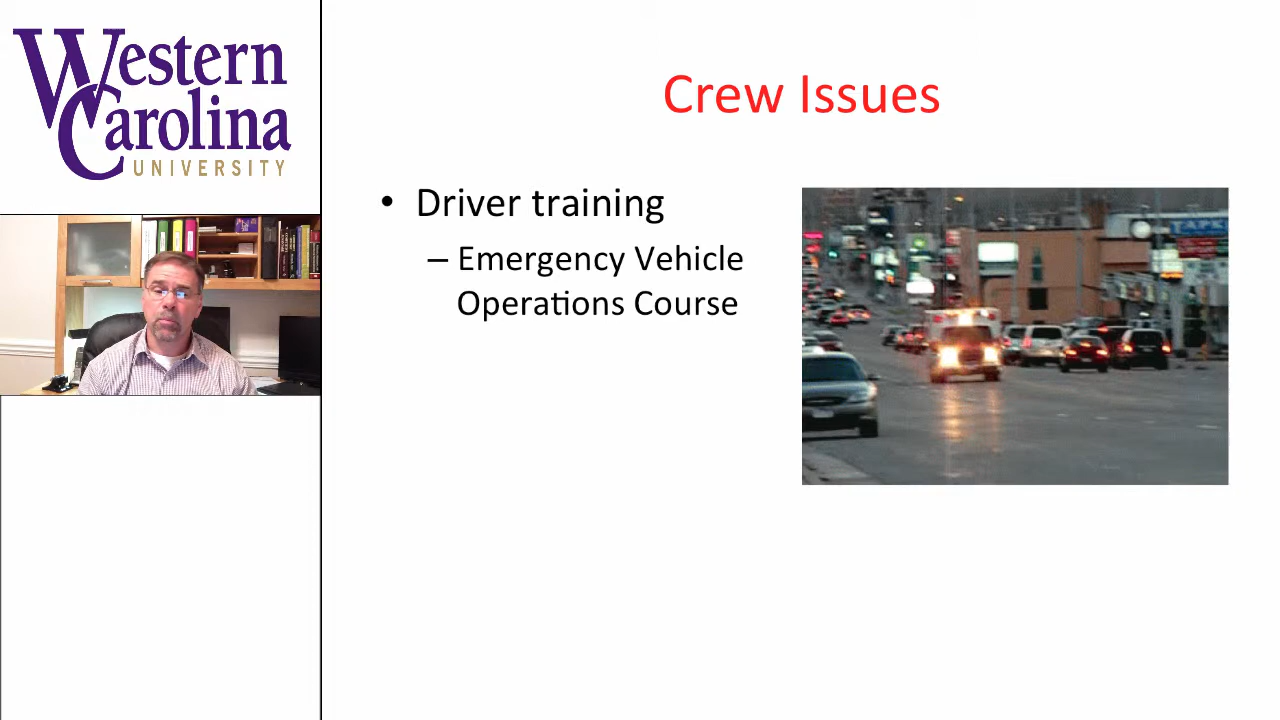 Western
Carolina
UNIVERSITY
Crew Issues
• Driver training
– Emergency Vehicle
Operations Course